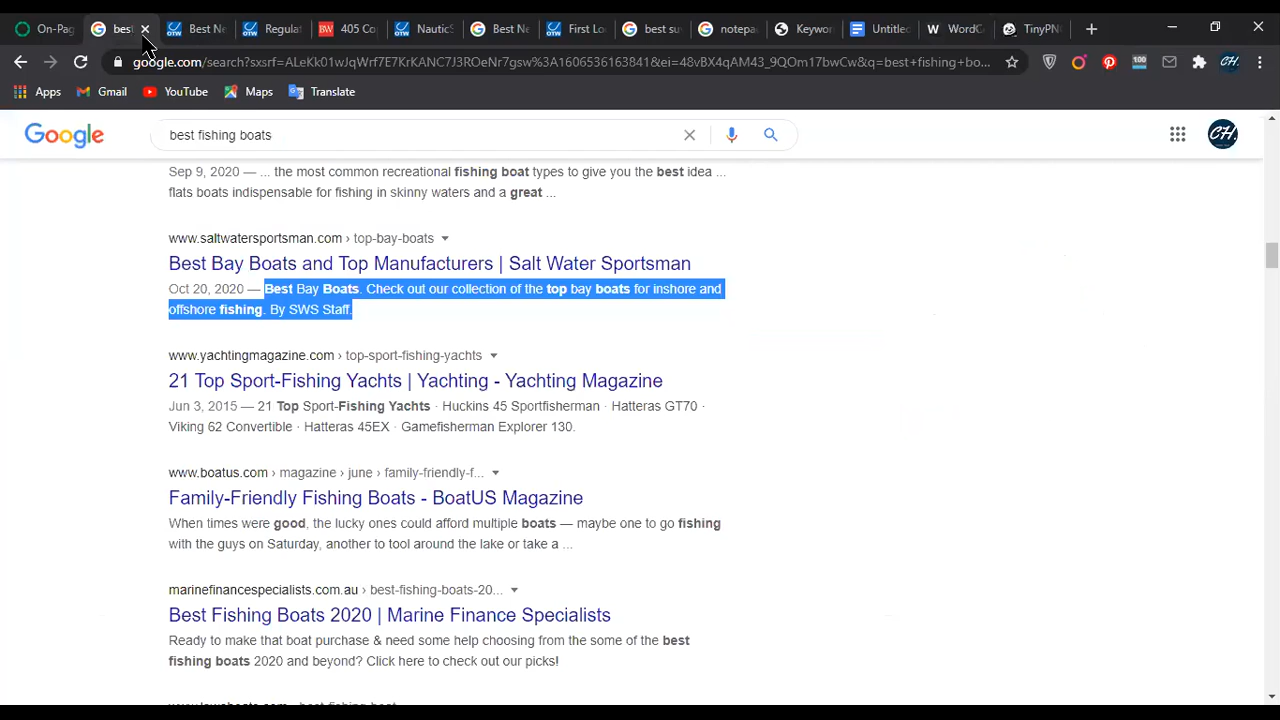 On-Pag
best
Best Ne
Regulat
405 Co
NauticS
Best Ne
First Lo
best su
notepa
Keywor
Untitlec
WordC
TinyPNC
google.com/search?sxsrf=ALeKk01wJqWrf7E7KrKANC7J3ROeNr7gsw%3A1606536163841&ei=48vBX4qAM43_9QOm17bwCw&q=best+fishing+bo...
100
CH.
Apps
Gmail
YouTube
Maps
Translate
Google
best fishing boats
CH.
Sep 9, 2020 — ... the most common recreational fishing boat types to give you the best idea ...
flats boats indispensable for fishing in skinny waters and a great ...
www.saltwatersportsman.com › top-bay-boats
Best Bay Boats and Top Manufacturers | Salt Water Sportsman
Oct 20, 2020 — Best Bay Boats. Check out our collection of the top bay boats for inshore and
offshore fishing. By SWS Staff.
www.yachtingmagazine.com › top-sport-fishing-yachts
21 Top Sport-Fishing Yachts | Yachting - Yachting Magazine
Jun 3, 2015 — 21 Top Sport-Fishing Yachts · Huckins 45 Sportfisherman · Hatteras GT70 ·
Viking 62 Convertible · Hatteras 45EX · Gamefisherman Explorer 130.
www.boatus.com › magazine › june › family-friendly-f...
Family-Friendly Fishing Boats - BoatUS Magazine
When times were good, the lucky ones could afford multiple boats — maybe one to go fishing
with the guys on Saturday, another to tool around the lake or take a ...
marinefinancespecialists.com.au › best-fishing-boats-20...
Best Fishing Boats 2020 | Marine Finance Specialists
Ready to make that boat purchase & need some help choosing from the some of the best
fishing boats 2020 and beyond? Click here to check out our picks!